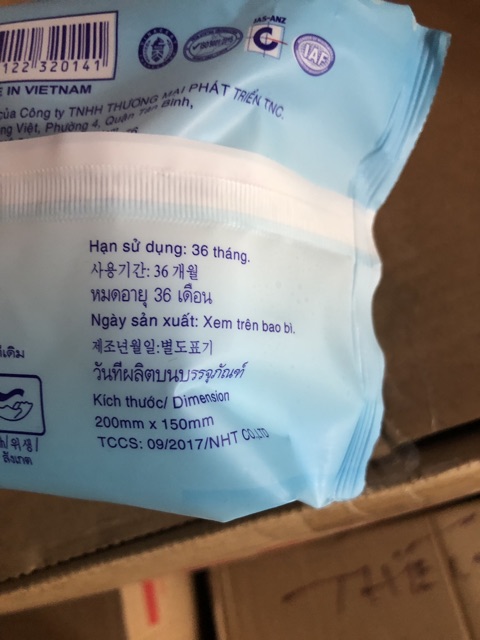 122 320141
JAS-ANZ
C
IAF
E IN VIETNAM
của Công ty TNHH THƯƠNG MẠI PHÁT TRIỂN TNC.
ng Việt, Phường 4, Quận Tân Bình,
Hạn sử dụng: 36 tháng.
사용기간: 36 개월
หมดอายุ 36 เดือน
Ngày sản xuất: Xem trên bao bì.
제조년월일:별도표기
วันที่ผลิตบนบรรจุภัณฑ์
Kích thước/ Dimension
200mm x 150mm
TCCS: 09/2017/NHT CO.LTD
위생/